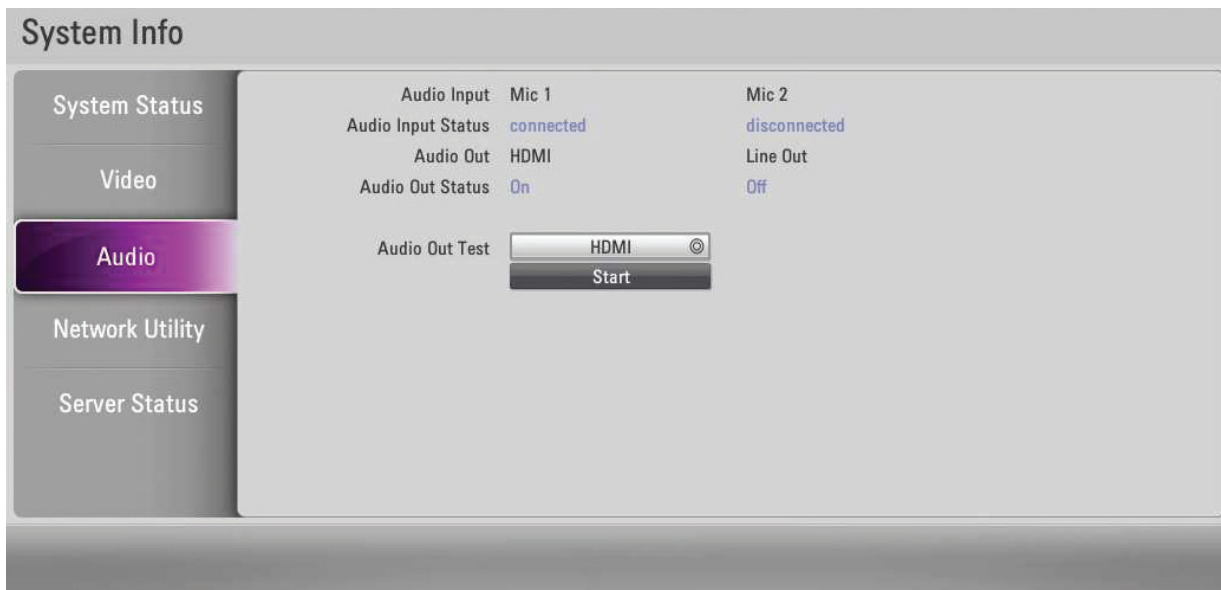 System Info
System Status
Video
Audio
Network Utility
Server Status
Audio Input Mic 1 Mic 2
Audio Input Status connected disconnected
Audio Out HDMI Line Out
Audio Out Status On Off
Audio Out Test HDMI
Start